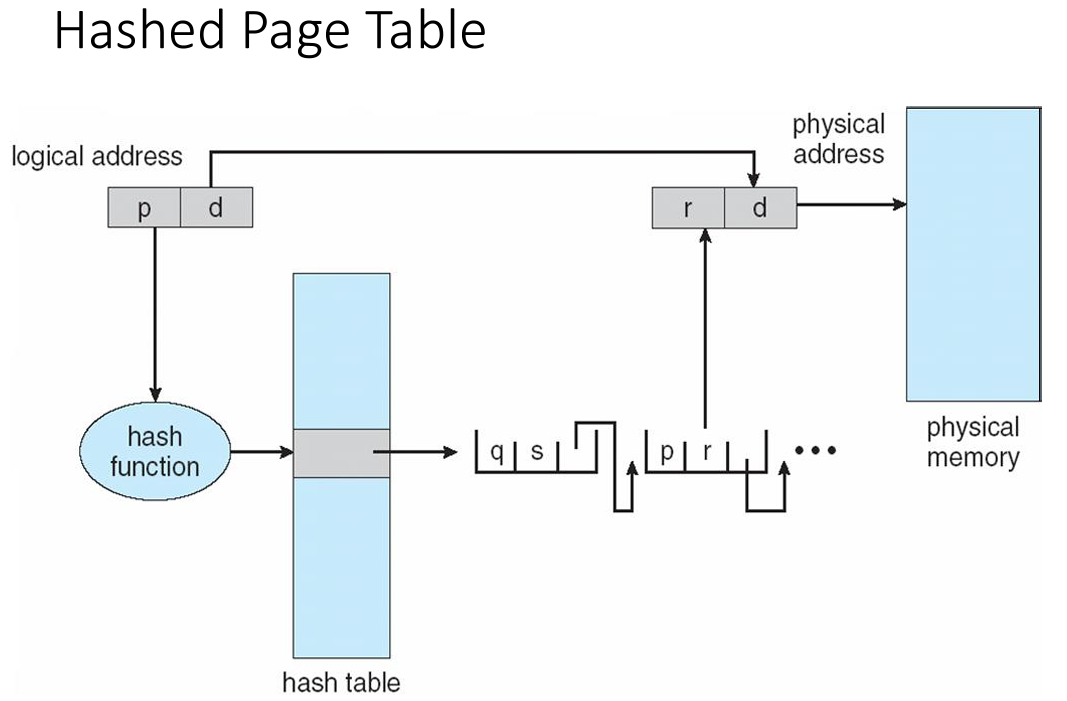 Hashed Page Table
logical address
physical
address
p d
r d
hash
function
q s
p r
•••
physical
memory
hash table